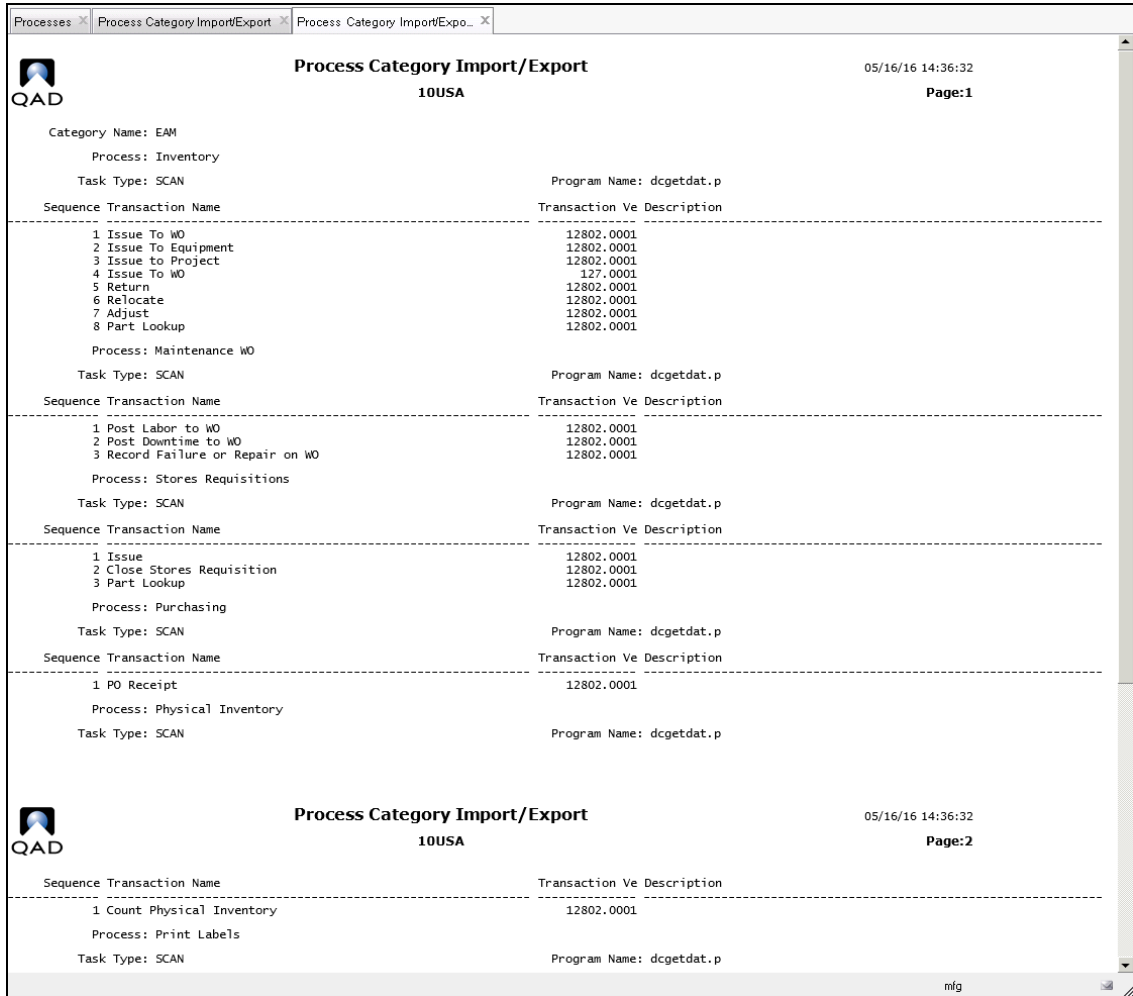 Processes Process Category Import/Export Process Category Import/Expo...
Process Category Import/Export 05/16/16 14:36:32
QAD 10USA Page:1
Category Name: EAM
Process: Inventory
Task Type: SCAN Program Name: dcgetdat.p
Sequence Transaction Name Transaction Ve Description
1 Issue To WO 12802.0001
2 Issue To Equipment 12802.0001
3 Issue to Project 12802.0001
4 Issue To WO 127.0001
5 Return 12802.0001
6 Relocate 12802.0001
7 Adjust 12802.0001
8 Part Lookup 12802.0001
Process: Maintenance WO
Task Type: SCAN Program Name: dcgetdat.p
Sequence Transaction Name Transaction Ve Description
1 Post Labor to WO 12802.0001
2 Post Downtime to WO 12802.0001
3 Record Failure or Repair on WO 12802.0001
Process: Stores Requisitions
Task Type: SCAN Program Name: dcgetdat.p
Sequence Transaction Name Transaction Ve Description
1 Issue 12802.0001
2 Close Stores Requisition 12802.0001
3 Part Lookup 12802.0001
Process: Purchasing
Task Type: SCAN Program Name: dcgetdat.p
Sequence Transaction Name Transaction Ve Description
1 PO Receipt 12802.0001
Process: Physical Inventory
Task Type: SCAN Program Name: dcgetdat.p
Process Category Import/Export 05/16/16 14:36:32
QAD 10USA Page:2
Sequence Transaction Name Transaction Ve Description
1 Count Physical Inventory 12802.0001
Process: Print Labels
Task Type: SCAN Program Name: dcgetdat.p
mfg